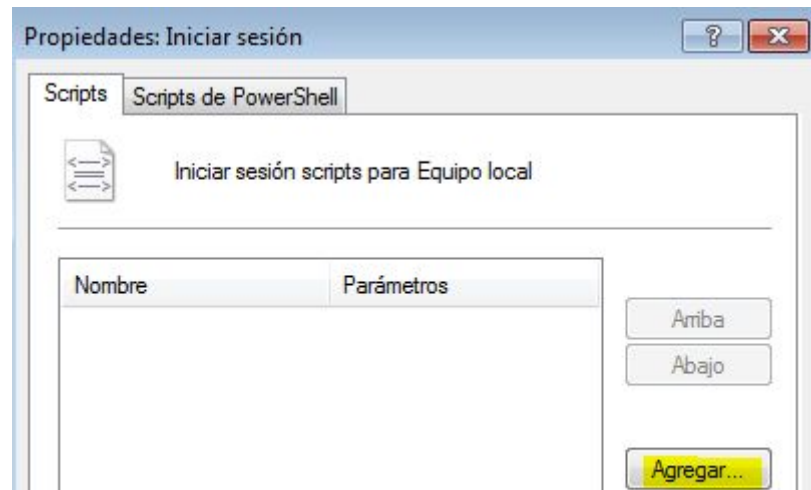 Propiedades: Iniciar sesión
Scripts Scripts de PowerShell
Iniciar sesión scripts para Equipo local
Nombre Parámetros
Arriba
Abajo
Agregar...